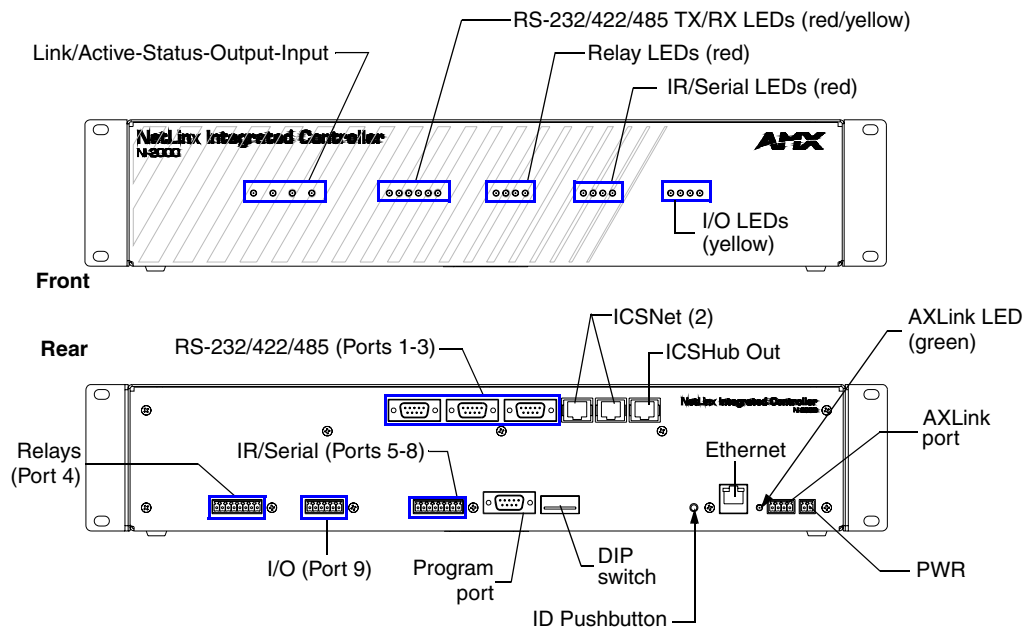 RS-232/422/485 TX/RX LEDs (red/yellow)
Link/Active-Status-Output-Input
Relay LEDs (red)
IR/Serial LEDs (red)
NetLinx Integrated Controller
AMX
I/O LEDs
(yellow)
Front
ICSNet (2)
AXLink LED
(green)
Rear
RS-232/422/485 (Ports 1-3)
ICSHub Out
NetLinx Integrated Controller
AXLink
port
Relays
(Port 4)
IR/Serial (Ports 5-8)
Ethernet
I/O (Port 9)
Program
port
DIP
switch
PWR
ID Pushbutton